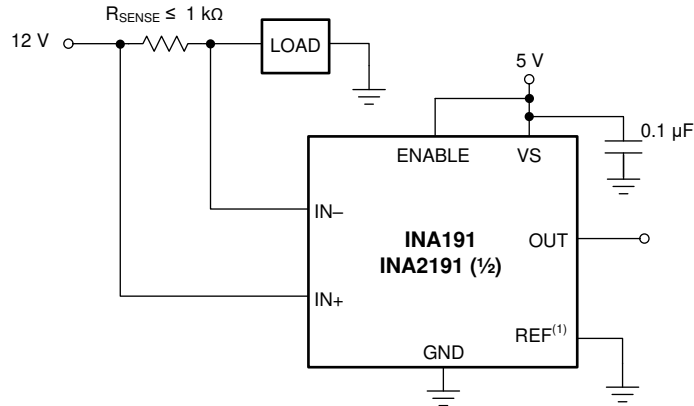 RSENSE ≤ 1 kΩ
12 V
LOAD
5 V
0.1 µF
ENABLE
VS
IN–
INA191
INA2191 (½)
OUT
IN+
REF(1)
GND